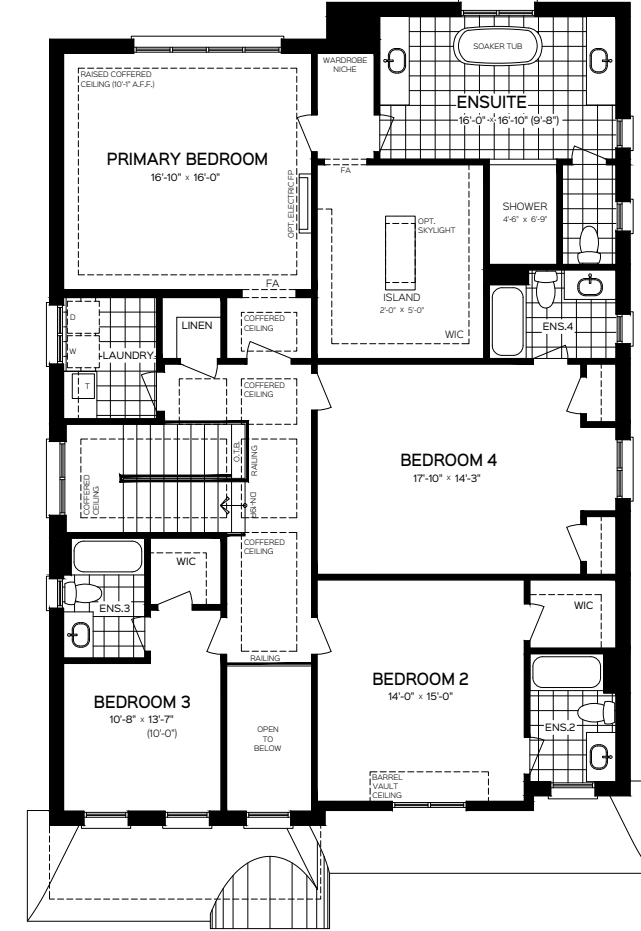 SOAKER TUB
WARDROBE
NICHE
RAISED COFFERED
CEILING (10'-1" A.F.F.)
ENSUITE
16'-0" x 16'-10" (9'-8")
PRIMARY BEDROOM
16'-10" x 16'-0"
FA
OPT. ELECTRIC FP
SHOWER
4'-6" x 6'-9"
OPT.
SKYLIGHT
FA
ISLAND
2'-0" x 5'-0"
WIC
D
LINEN
COFFERED
CEILING
ENS.4
W
LAUNDRY
T
COFFERED
CEILING
O.T.B.
RAILING
COFFERED
CEILING
BEDROOM 4
17'-10" x 14'-3"
DN-18R
COFFERED
CEILING
WIC
ENS.3
WIC
RAILING
BEDROOM 2
14'-0" x 15'-0"
BEDROOM 3
10'-8" x 13'-7"
(10'-0")
OPEN
TO
BELOW
ENS.2
BARREL
VAULT
CEILING